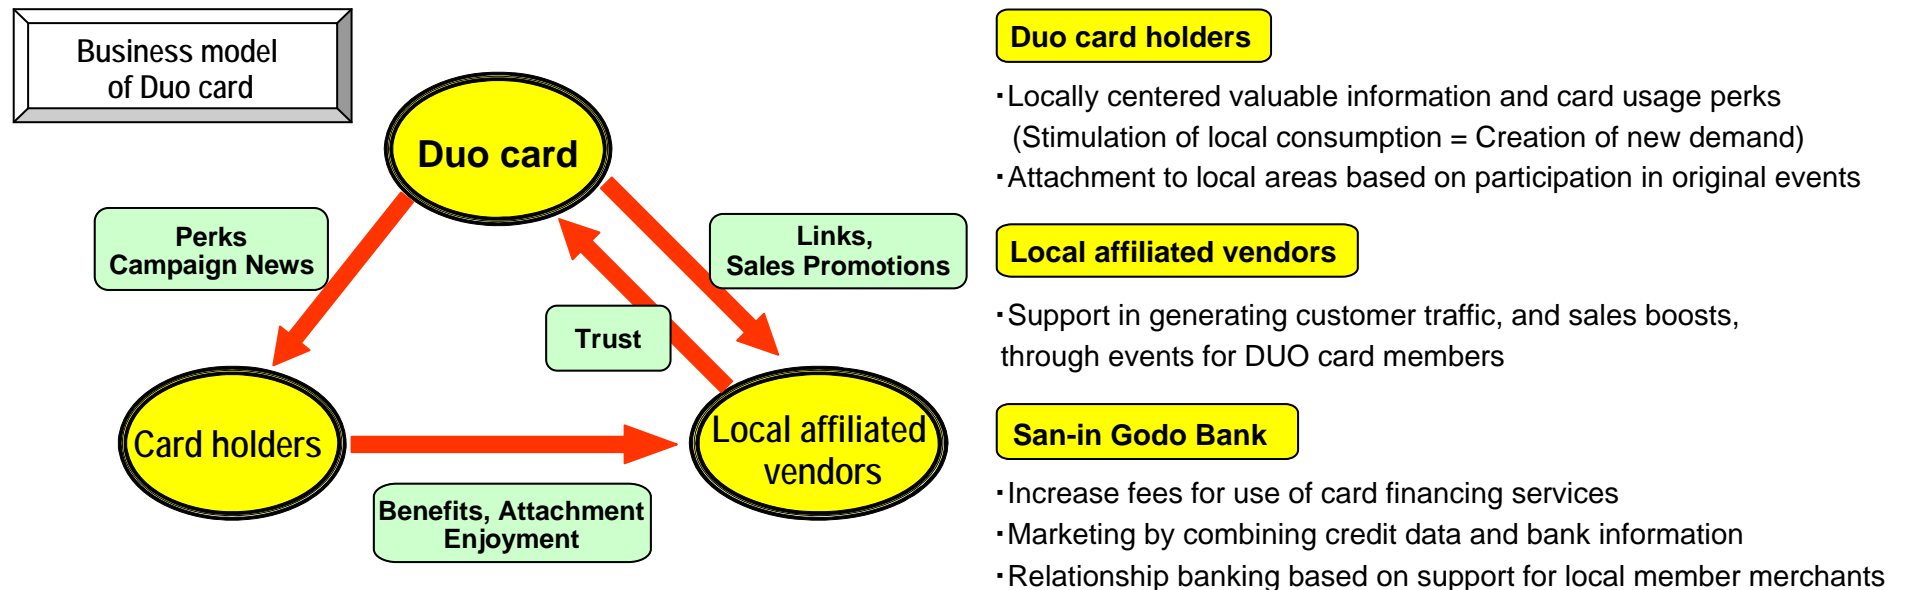 Business model
of Duo card
Duo card
Perks
Campaign News
Links,
Sales Promotions
Trust
Card holders
Local affiliated
vendors
Benefits, Attachment
Enjoyment
Duo card holders
・Locally centered valuable information and card usage perks
(Stimulation of local consumption = Creation of new demand)
・Attachment to local areas based on participation in original events
Local affiliated vendors
・Support in generating customer traffic, and sales boosts,
through events for DUO card members
San-in Godo Bank
・Increase fees for use of card financing services
・Marketing by combining credit data and bank information
・Relationship banking based on support for local member merchants